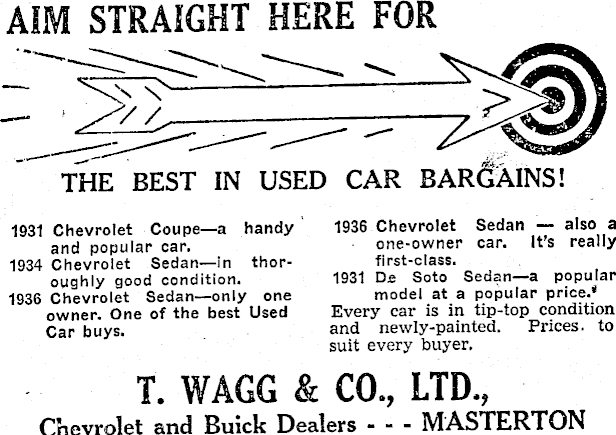 AIM STRAIGHT HERE FOR
THE BEST IN USED CAR BARGAINS!
1931 Chevrolet Coupe—a handy
and popular car.
1934 Chevrolet Sedan—in thor-
oughly good condition.
1936 Chevrolet Sedan—only one
owner. One of the best Used
Car buys.
1936 Chevrolet Sedan — also a
one-owner car. It's really
first-class.
1931 De Soto Sedan—a popular
model at a popular price.
Every car is in tip-top condition
and newly-painted. Prices to
suit every buyer.
T. WAGG & CO., LTD.,
Chevrolet and Buick Dealers - - - MASTERTON